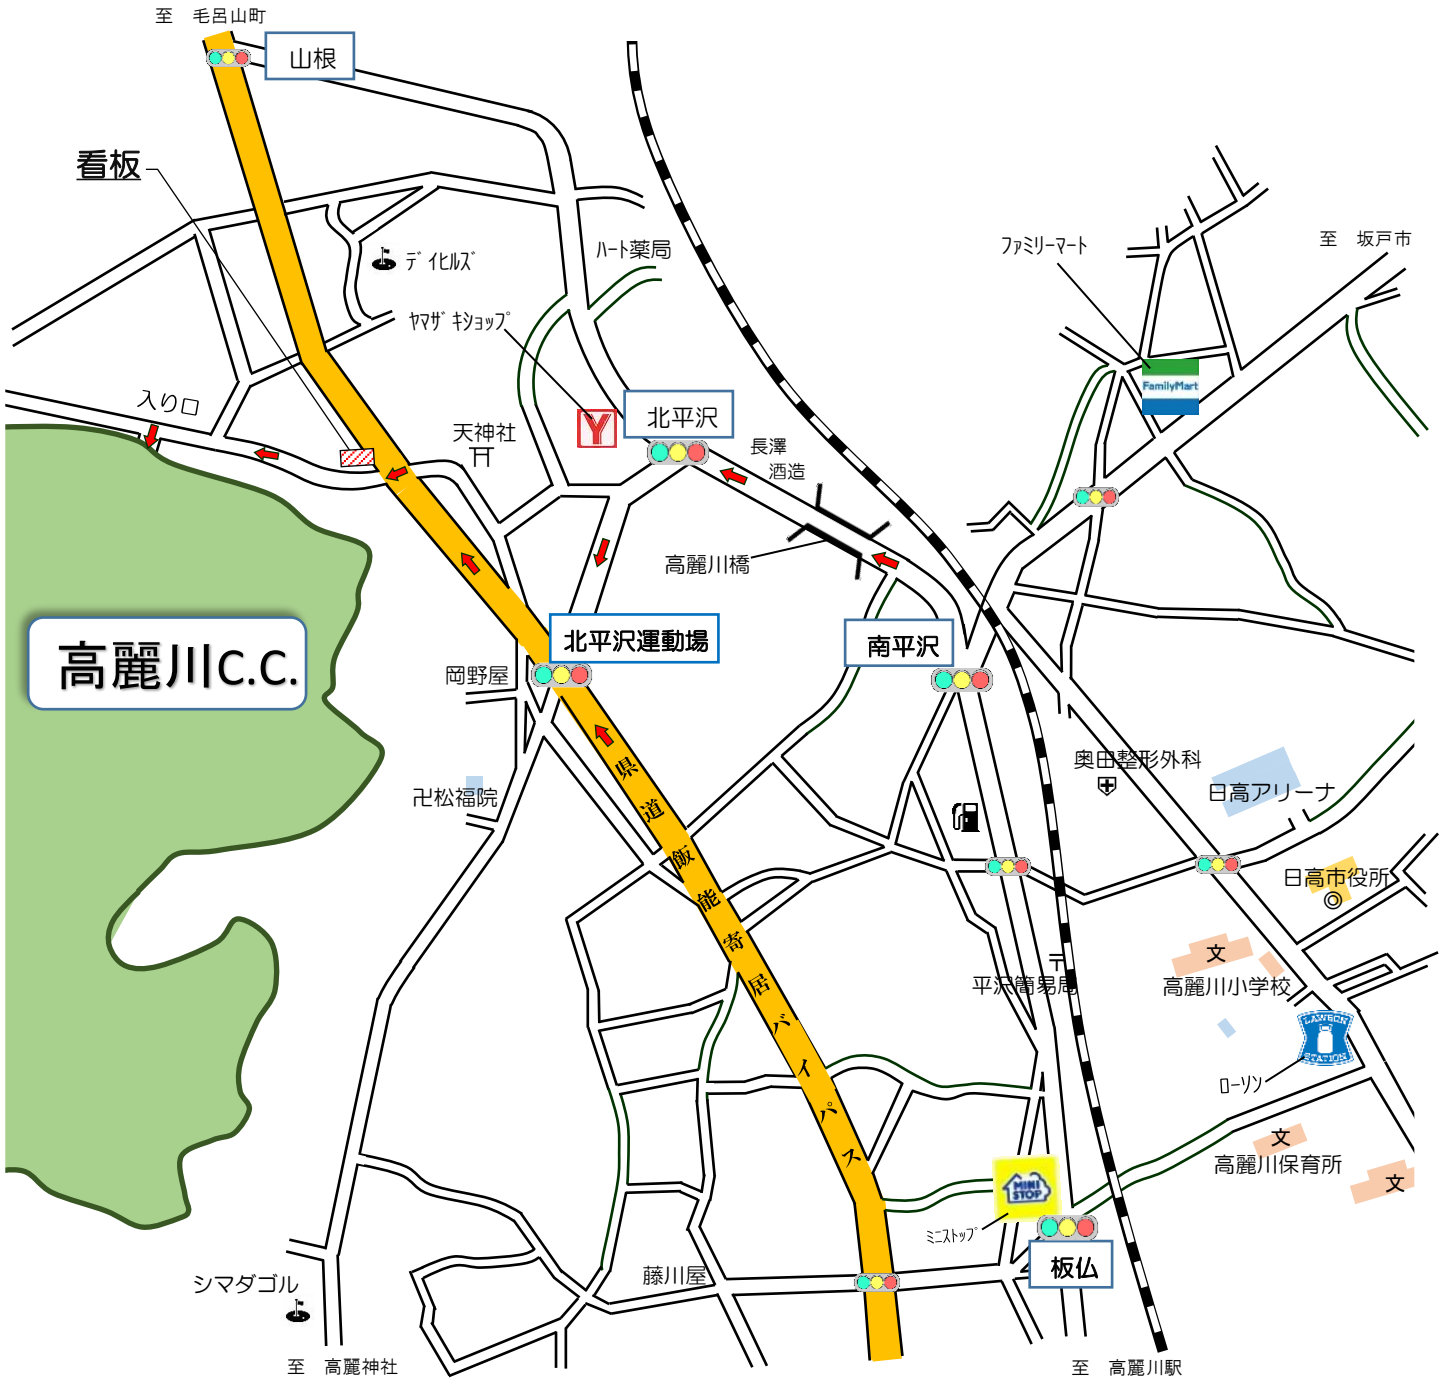 至　毛呂山町
山根
看板
ﾃﾞｲﾋﾙｽﾞ
ﾊｰﾄ薬局
ﾌｧﾐﾘｰﾏｰﾄ
至　坂戸市
ﾔﾏｻﾞｷｼｮｯﾌﾟ
FamilyMart
入り口
天神社
Y
北平沢
長澤
酒造
高麗川橋
高麗川C.C.
北平沢運動場
南平沢
岡野屋
卍松福院
奥田整形外科
日高アリーナ
日高市役所
県道飯能寄居バイパス
文
高麗川小学校
平沢簡易局
LAWSON
STATION
ﾛｰｿﾝ
文
高麗川保育所
文
MINI
STOP
ﾐﾆｽﾄｯﾌﾟ
板仏
藤川屋
シマダゴル
至　高麗神社
至　高麗川駅